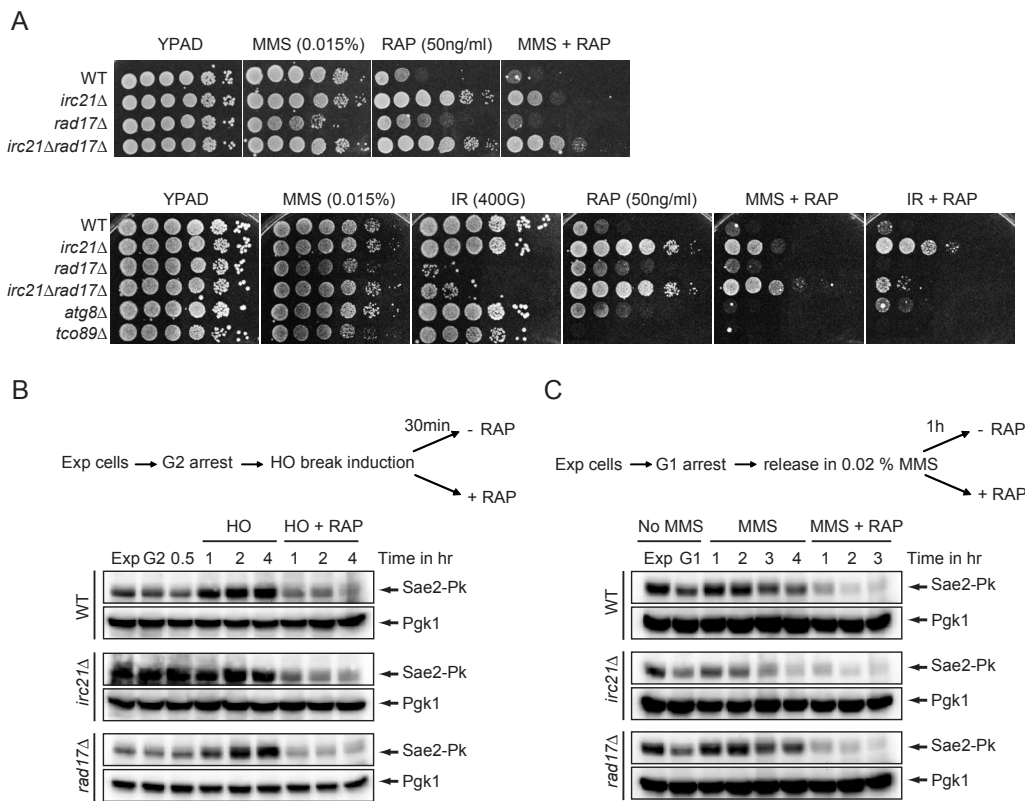 A
YPAD MMS (0.015%) RAP (50ng/ml) MMS + RAP
WT
irc21Δ
rad17Δ
irc21Δrad17Δ
YPAD MMS (0.015%) IR (400G) RAP (50ng/ml) MMS + RAP IR + RAP
WT
irc21Δ
rad17Δ
irc21Δrad17Δ
atg8Δ
tco89Δ
B
30min - RAP
Exp cells G2 arrest HO break induction
+ RAP
HO HO + RAP
Exp G2 0.5 1 2 4 1 2 4 Time in hr
WT
Sae2-Pk
Pgk1
irc21Δ
Sae2-Pk
Pgk1
rad17Δ
Sae2-Pk
Pgk1
C
1h - RAP
Exp cells G1 arrest release in 0.02 % MMS
+ RAP
No MMS MMS MMS + RAP
Exp G1 1 2 3 4 1 2 3 Time in hr
WT
Sae2-Pk
Pgk1
irc21Δ
Sae2-Pk
Pgk1
rad17Δ
Sae2-Pk
Pgk1